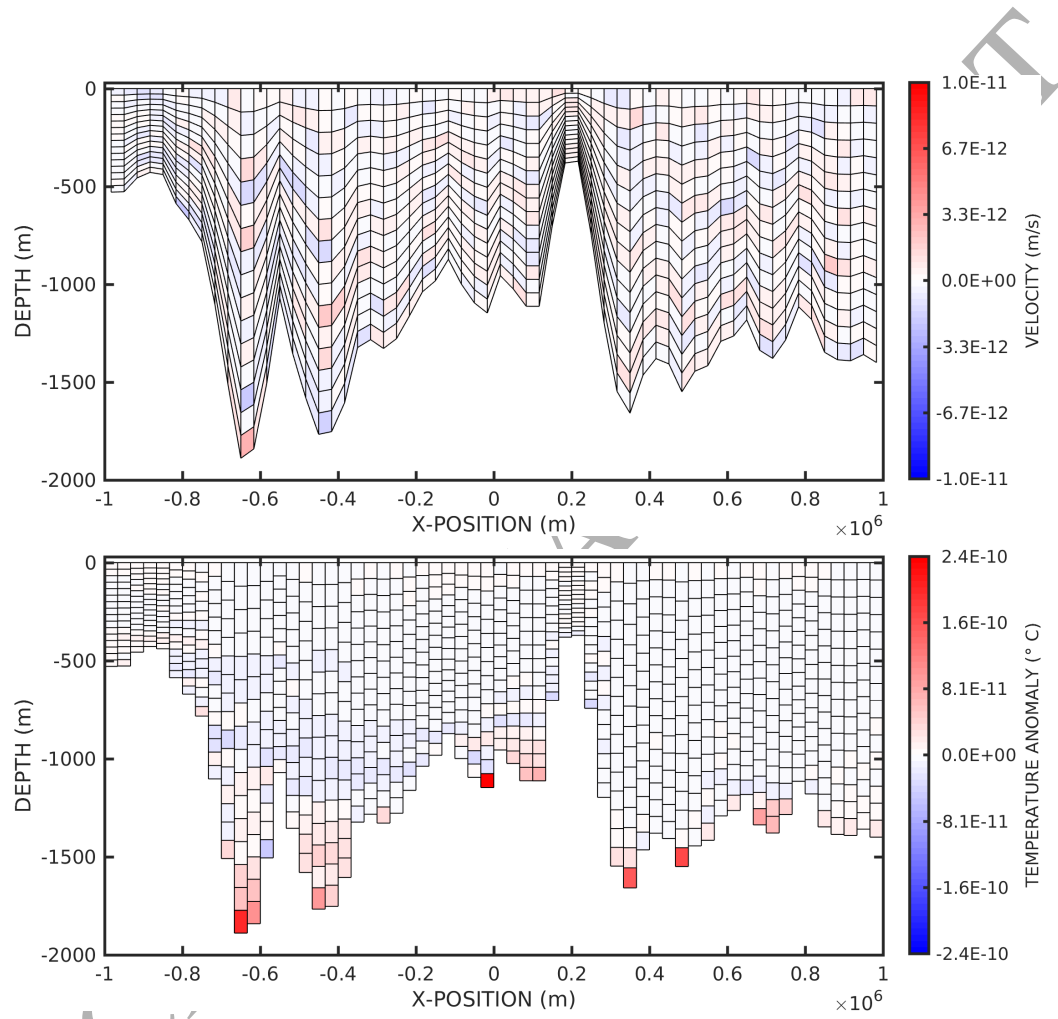 0
-500
-1000
-1500
-2000
DEPTH (m)
-1 -0.8 -0.6 -0.4 -0.2 0 0.2 0.4 0.6 0.8 1
X-POSITION (m)
×10^6
1.0E-11
6.7E-12
3.3E-12
0.0E+00
-3.3E-12
-6.7E-12
-1.0E-11
VELOCITY (m/s)
0
-500
-1000
-1500
-2000
DEPTH (m)
-1 -0.8 -0.6 -0.4 -0.2 0 0.2 0.4 0.6 0.8 1
X-POSITION (m)
×10^6
2.4E-10
1.6E-10
8.1E-11
0.0E+00
-8.1E-11
-1.6E-10
-2.4E-10
TEMPERATURE ANOMALY (° C)